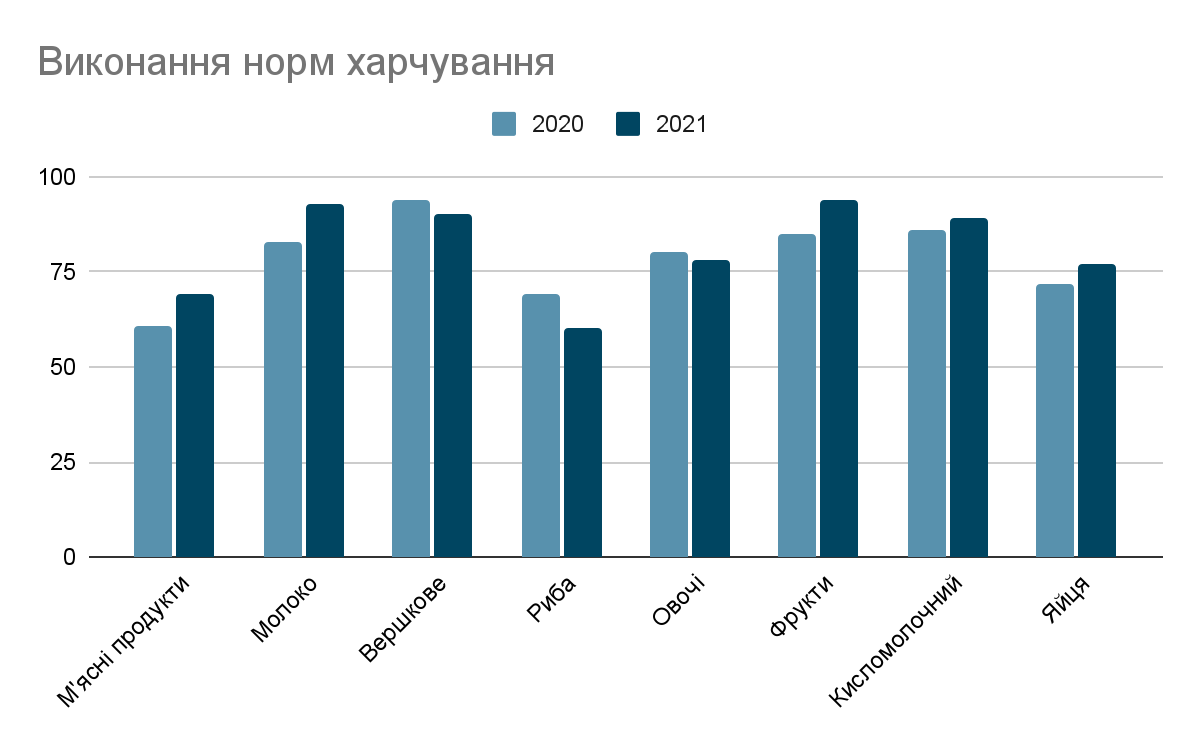 Виконання норм харчування
2020
2021
100
75
50
25
0
М'ясні продукти
Молоко
Вершкове
Риба
Овочі
Фрукти
Кисломолочний
Яйця